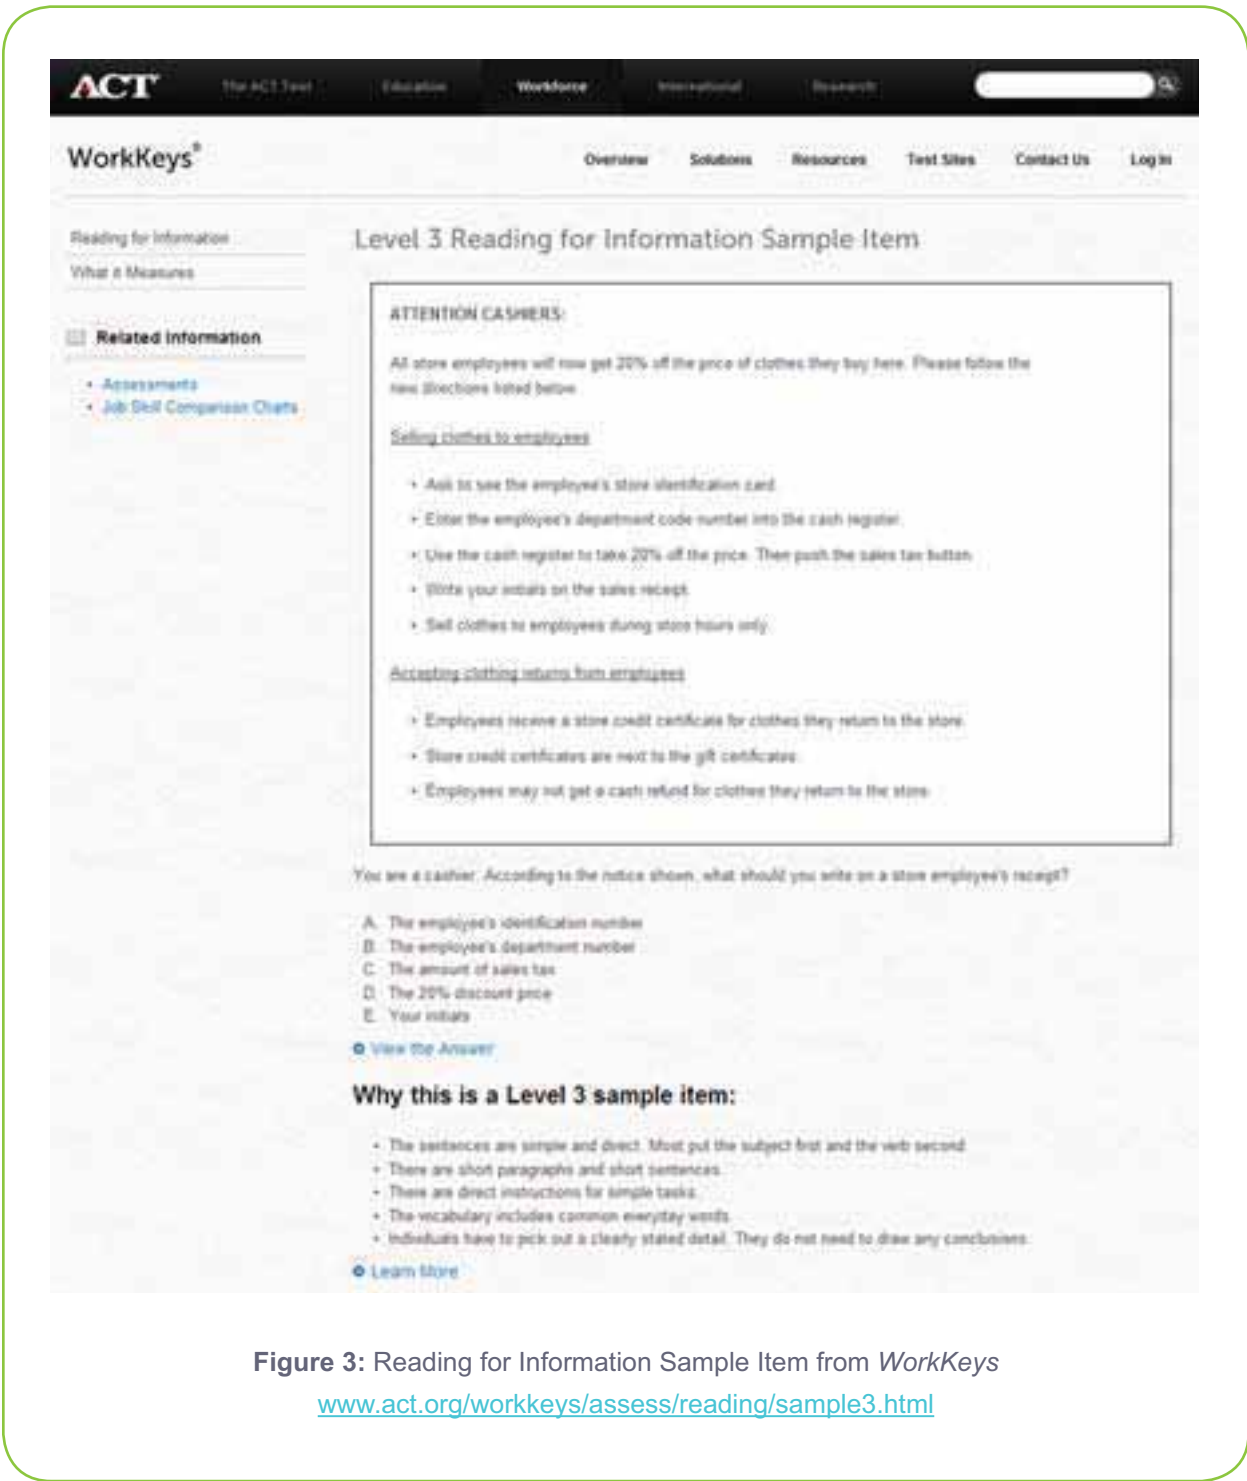 ACT
The ACT Test
Education
Workforce
International
Research
WorkKeys®
Overview
Solutions
Resources
Test Sites
Contact Us
Log In
Reading for Information
What it Measures
Related Information
• Assessments
• Job Skill Comparison Charts
Level 3 Reading for Information Sample Item
ATTENTION CASHIERS:
All store employees will now get 20% off the price of clothes they buy here. Please follow the
new directions listed below.
Selling clothes to employees
• Ask to see the employee's store identification card.
• Enter the employee's department code number into the cash register.
• Use the cash register to take 20% off the price. Then push the sales tax button.
• Write your initials on the sales receipt.
• Sell clothes to employees during store hours only.
Accepting clothing returns from employees
• Employees receive a store credit certificate for clothes they return to the store.
• Store credit certificates are next to the gift certificates.
• Employees may not get a cash refund for clothes they return to the store.
You are a cashier. According to the notice shown, what should you write on a store employee's receipt?
A. The employee's identification number
B. The employee's department number
C. The amount of sales tax
D. The 20% discount price
E. Your initials
View the Answer
Why this is a Level 3 sample item:
• The sentences are simple and direct. Most put the subject first and the verb second.
• There are short paragraphs and short sentences.
• There are direct instructions for simple tasks.
• The vocabulary includes common everyday words.
• Individuals have to pick out a clearly stated detail. They do not need to draw any conclusions.
Learn More
Figure 3: Reading for Information Sample Item from WorkKeys
www.act.org/workkeys/assess/reading/sample3.html